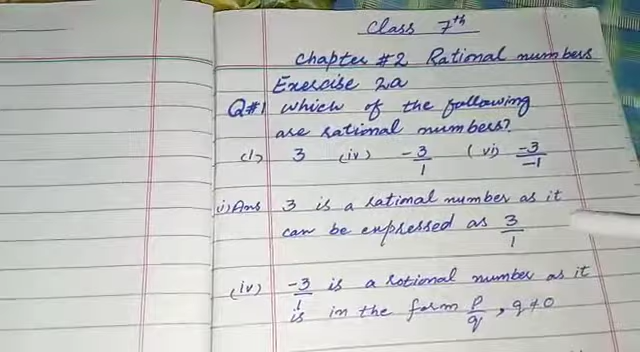 Class 7th
Chapter #2 Rational numbers
Exercise 2a
Q#1 which of the following
are rational numbers?
(i) 3 (iv) -3/1 (vi) -3/-1
(i) Ans 3 is a rational number as it
can be expressed as 3/1
(iv) -3/1 is a rotional number as it
is in the form p/q, q≠0